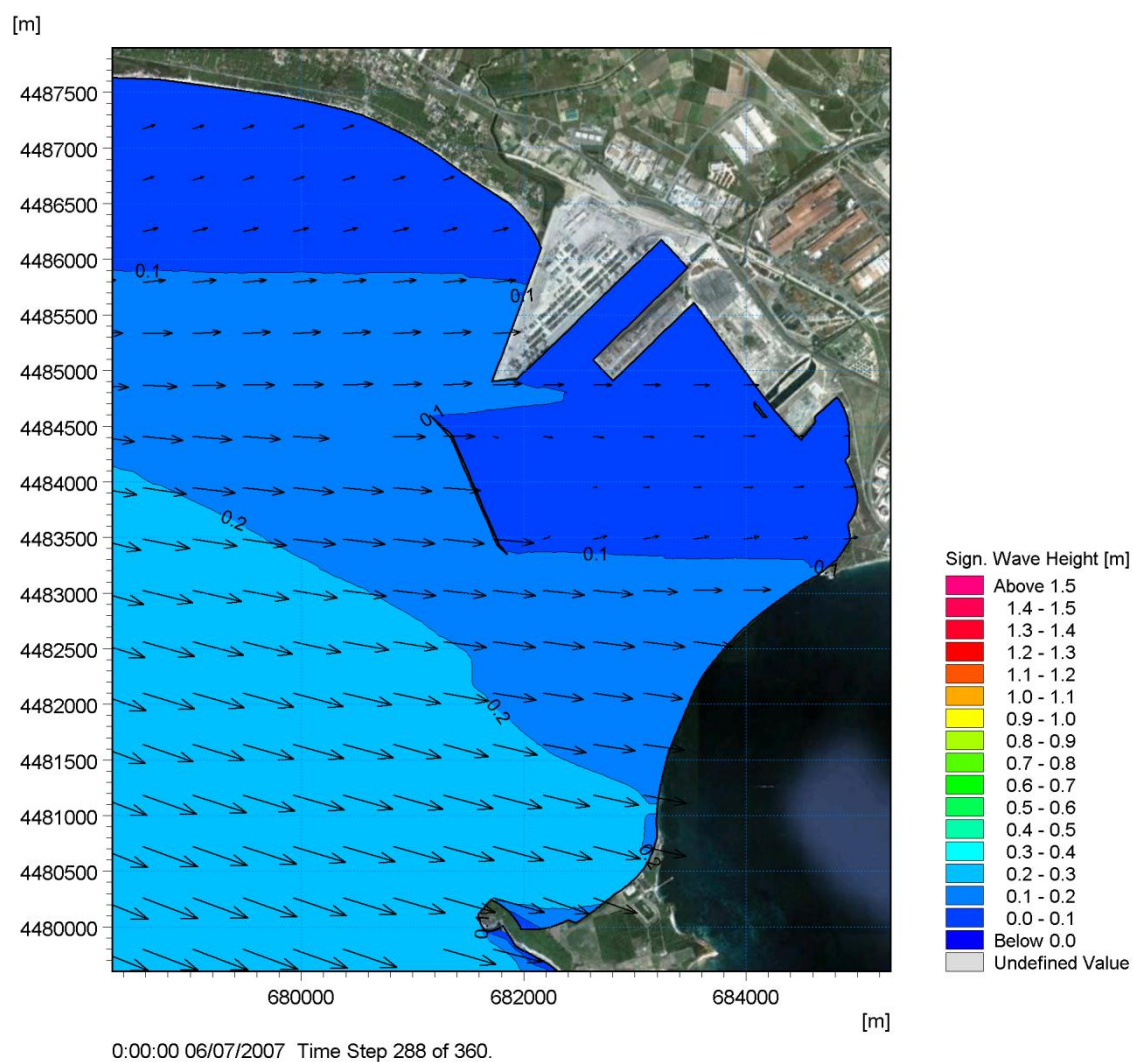 [m]
4487500
4487000
4486500
4486000
4485500
4485000
4484500
4484000
4483500
4483000
4482500
4482000
4481500
4481000
4480500
4480000
0.1
0.1
0.1
0.2
0.1
0.1
0.2
0.2
680000
682000
684000
[m]
0:00:00 06/07/2007 Time Step 288 of 360.
Sign. Wave Height [m]
Above 1.5
1.4 - 1.5
1.3 - 1.4
1.2 - 1.3
1.1 - 1.2
1.0 - 1.1
0.9 - 1.0
0.8 - 0.9
0.7 - 0.8
0.6 - 0.7
0.5 - 0.6
0.4 - 0.5
0.3 - 0.4
0.2 - 0.3
0.1 - 0.2
0.0 - 0.1
Below 0.0
Undefined Value